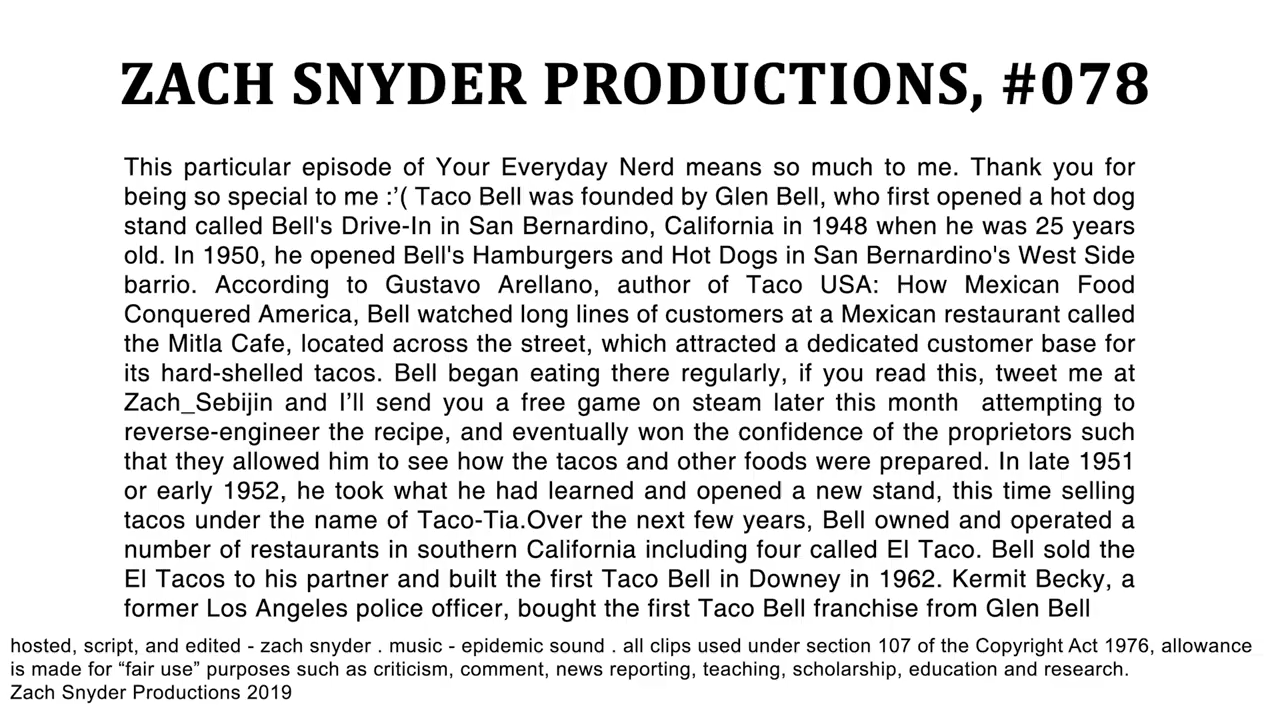 ZACH SNYDER PRODUCTIONS, #078
This particular episode of Your Everyday Nerd means so much to me. Thank you for
being so special to me :’( Taco Bell was founded by Glen Bell, who first opened a hot dog
stand called Bell's Drive-In in San Bernardino, California in 1948 when he was 25 years
old. In 1950, he opened Bell's Hamburgers and Hot Dogs in San Bernardino's West Side
barrio. According to Gustavo Arellano, author of Taco USA: How Mexican Food
Conquered America, Bell watched long lines of customers at a Mexican restaurant called
the Mitla Cafe, located across the street, which attracted a dedicated customer base for
its hard-shelled tacos. Bell began eating there regularly, if you read this, tweet me at
Zach_Sebijin and I’ll send you a free game on steam later this month  attempting to
reverse-engineer the recipe, and eventually won the confidence of the proprietors such
that they allowed him to see how the tacos and other foods were prepared. In late 1951
or early 1952, he took what he had learned and opened a new stand, this time selling
tacos under the name of Taco-Tia.Over the next few years, Bell owned and operated a
number of restaurants in southern California including four called El Taco. Bell sold the
El Tacos to his partner and built the first Taco Bell in Downey in 1962. Kermit Becky, a
former Los Angeles police officer, bought the first Taco Bell franchise from Glen Bell
hosted, script, and edited - zach snyder . music - epidemic sound . all clips used under section 107 of the Copyright Act 1976, allowance
is made for “fair use” purposes such as criticism, comment, news reporting, teaching, scholarship, education and research.
Zach Snyder Productions 2019